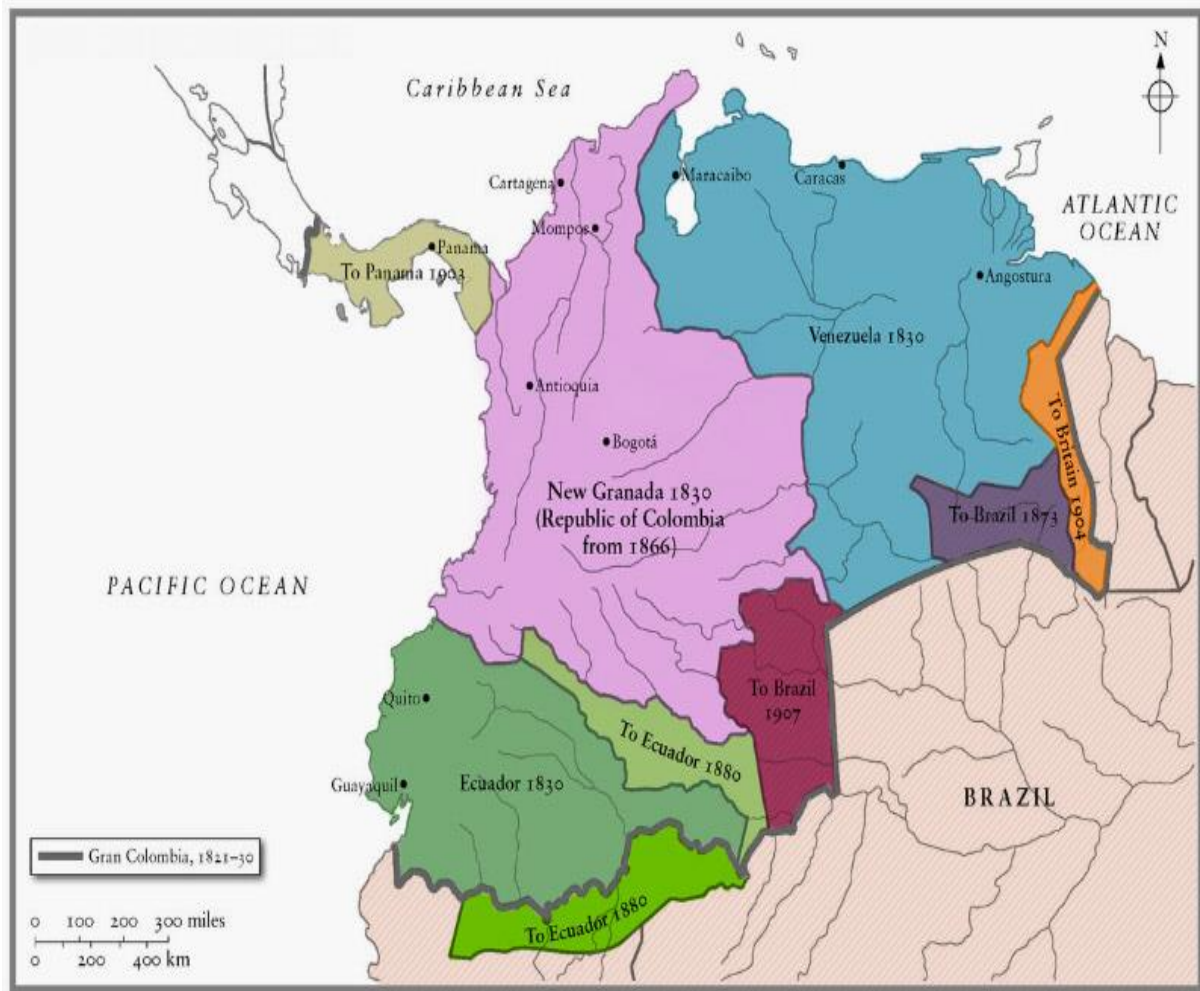 N
Caribbean Sea
Maracaibo
Caracas
Cartagena
ATLANTIC
OCEAN
Mompos
Panama
To Panama 1903
Angostura
Venezuela 1830
Antioquia
To Britain 1904
Bogotá
New Granada 1830
(Republic of Colombia
from 1866)
To Brazil 1873
PACIFIC OCEAN
Quito
To Brazil
1907
To Ecuador 1880
Guayaquil
Ecuador 1830
BRAZIL
Gran Colombia, 1821–30
To Ecuador 1880
0 100 200 300 miles
0 200 400 km